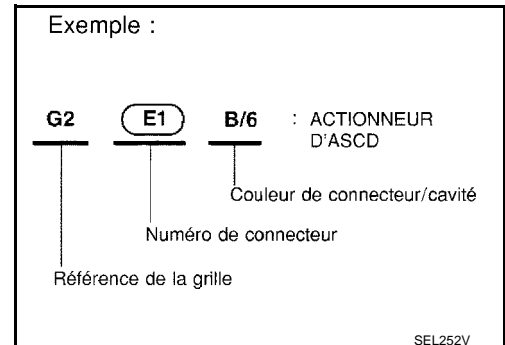 Exemple :
G2 E1 B/6 : ACTIONNEUR
D'ASCD
Couleur de connecteur/cavité
Numéro de connecteur
Référence de la grille
SEL252V